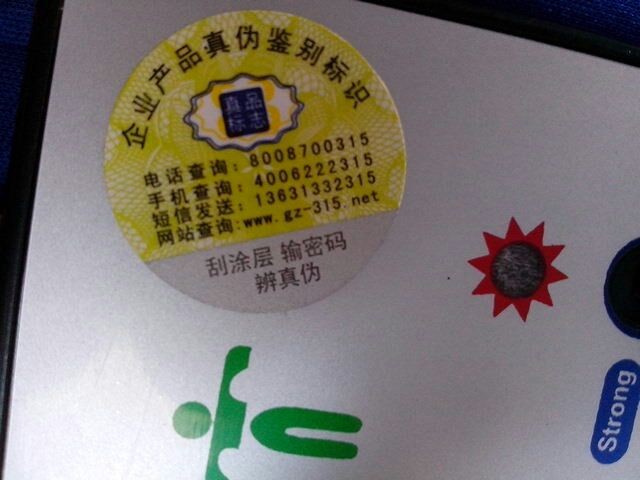 企业产品真伪鉴别标识
真品
标志
电话查询: 8008700315
手机查询: 4006222315
短信发送: 13631332315
网站查询:www.gz-315.net
刮涂层 输密码
辨真伪
Strong